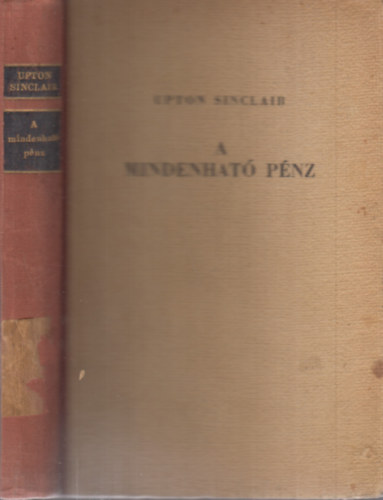 UPTON
SINCLAIR
A
mindenható
pénz
UPTON SINCLAIR
A
MINDENHATÓ PÉNZ